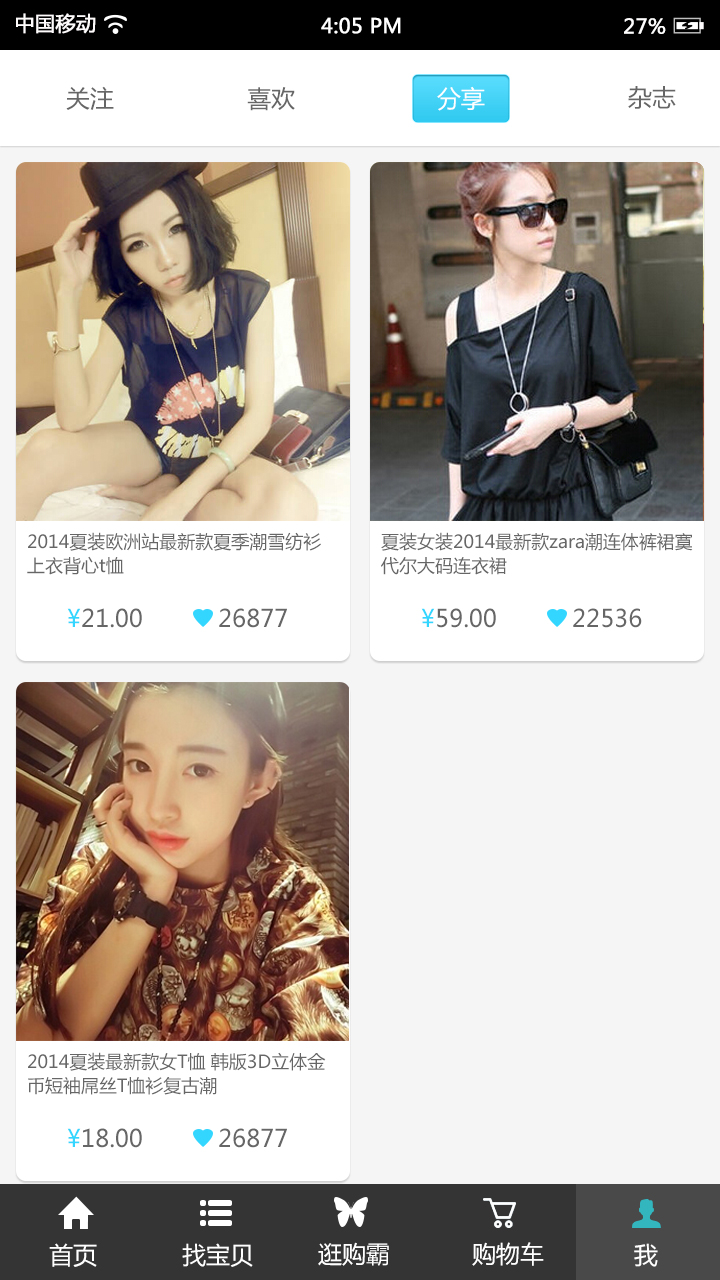 中国移动 4:05 PM 27%
关注 喜欢 分享 杂志
2014夏装欧洲站最新款夏季潮雪纺衫
上衣背心t恤
¥21.00 26877
夏装女装2014最新款zara潮连体裤裙寞
代尔大码连衣裙
¥59.00 22536
2014夏装最新款女T恤 韩版3D立体金
币短袖屌丝T恤衫复古潮
¥18.00 26877
首页 找宝贝 逛购霸 购物车 我